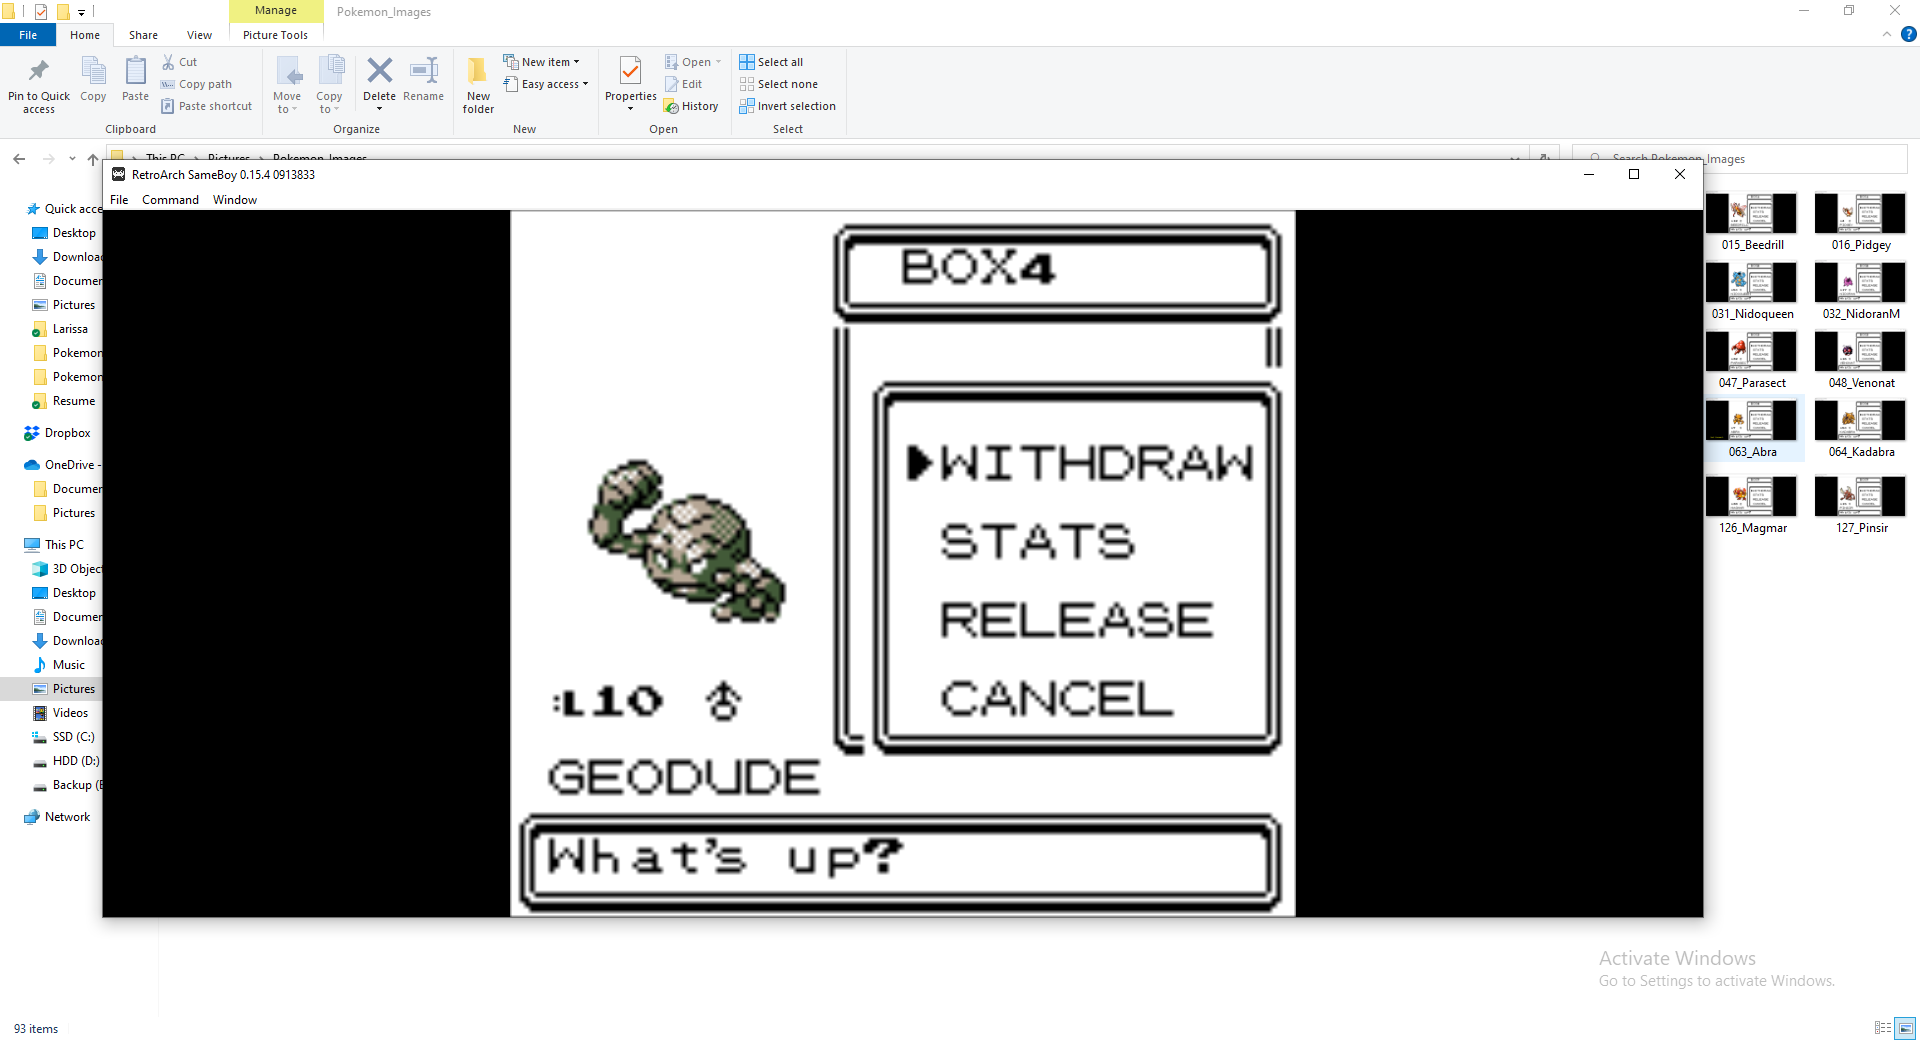 Manage
Pokemon_Images
File
Home
Share
View
Picture Tools
Pin to Quick access
Copy
Paste
Cut
Copy path
Paste shortcut
Clipboard
Move to
Copy to
Delete
Rename
Organize
New folder
New item
Easy access
New
Properties
Open
Edit
History
Open
Select all
Select none
Invert selection
Select
This PC
Pictures
Pokemon_Images
Search Pokemon_Images
RetroArch SameBoy 0.15.4 0913833
File
Command
Window
Quick acce
Desktop
Downloa
Documer
Pictures
Larissa
Pokemon
Pokemon
Resume
Dropbox
OneDrive -
Documer
Pictures
This PC
3D Objec
Desktop
Documer
Downloa
Music
Pictures
Videos
SSD (C:)
HDD (D:)
Backup (E
Network
BOX4
WITHDRAW
STATS
RELEASE
CANCEL
:L10 ♂
GEODUDE
What's up?
015_Beedrill
016_Pidgey
031_Nidoqueen
032_NidoranM
047_Parasect
048_Venonat
063_Abra
064_Kadabra
126_Magmar
127_Pinsir
Activate Windows
Go to Settings to activate Windows.
93 items